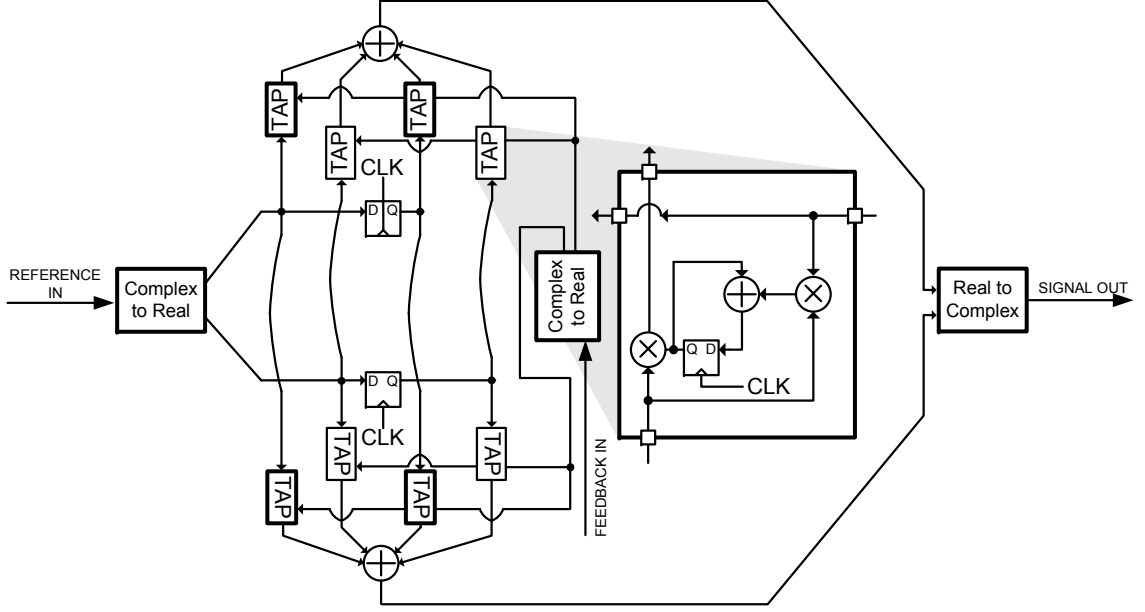 TAP
TAP
TAP
TAP
CLK
D Q
REFERENCE
IN
Complex
to Real
Complex
to Real
Q D
CLK
Real to
Complex
SIGNAL OUT
D Q
CLK
FEEDBACK IN
TAP
TAP
TAP
TAP